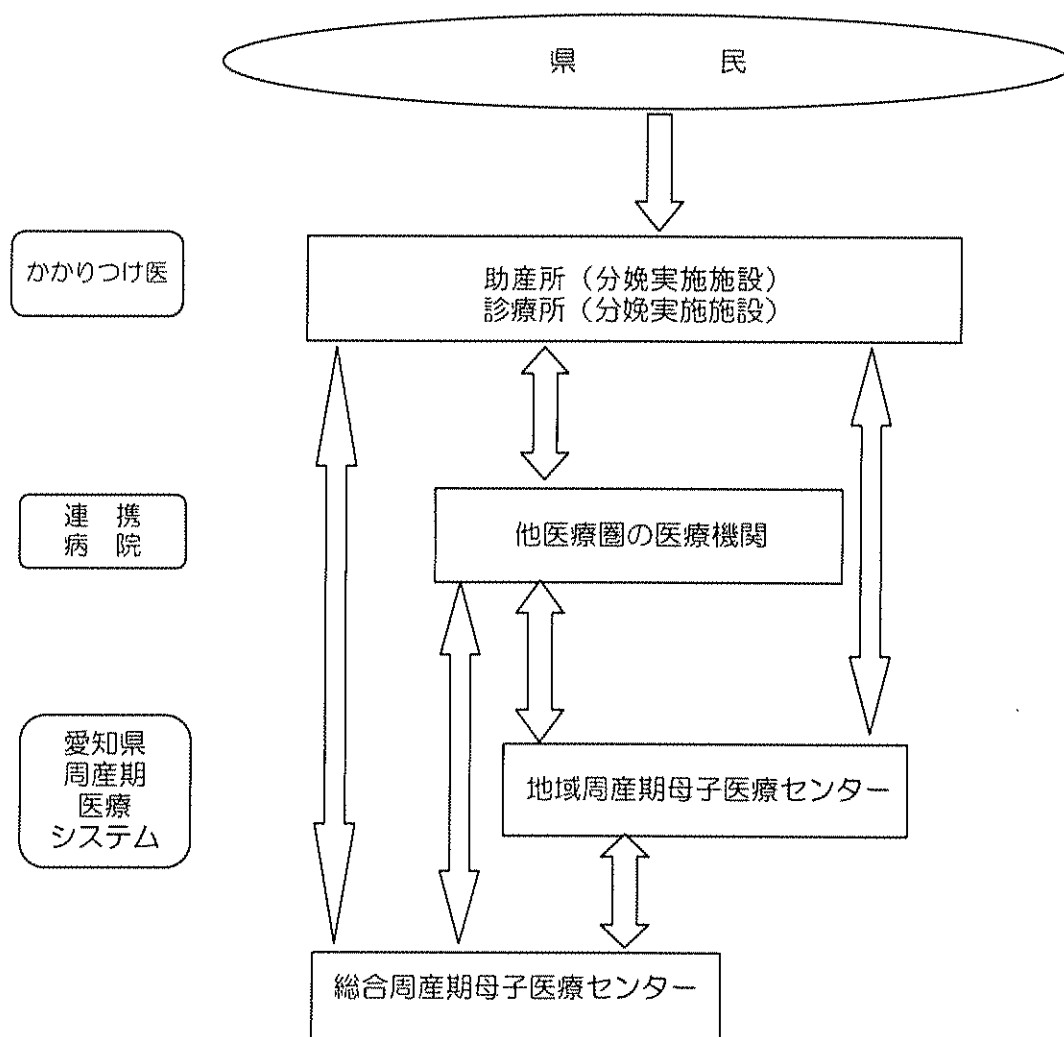 県　民
かかりつけ医
助産所（分娩実施施設）
診療所（分娩実施施設）
連　携
病　院
他医療圏の医療機関
愛知県
周産期
医療
システム
地域周産期母子医療センター
総合周産期母子医療センター